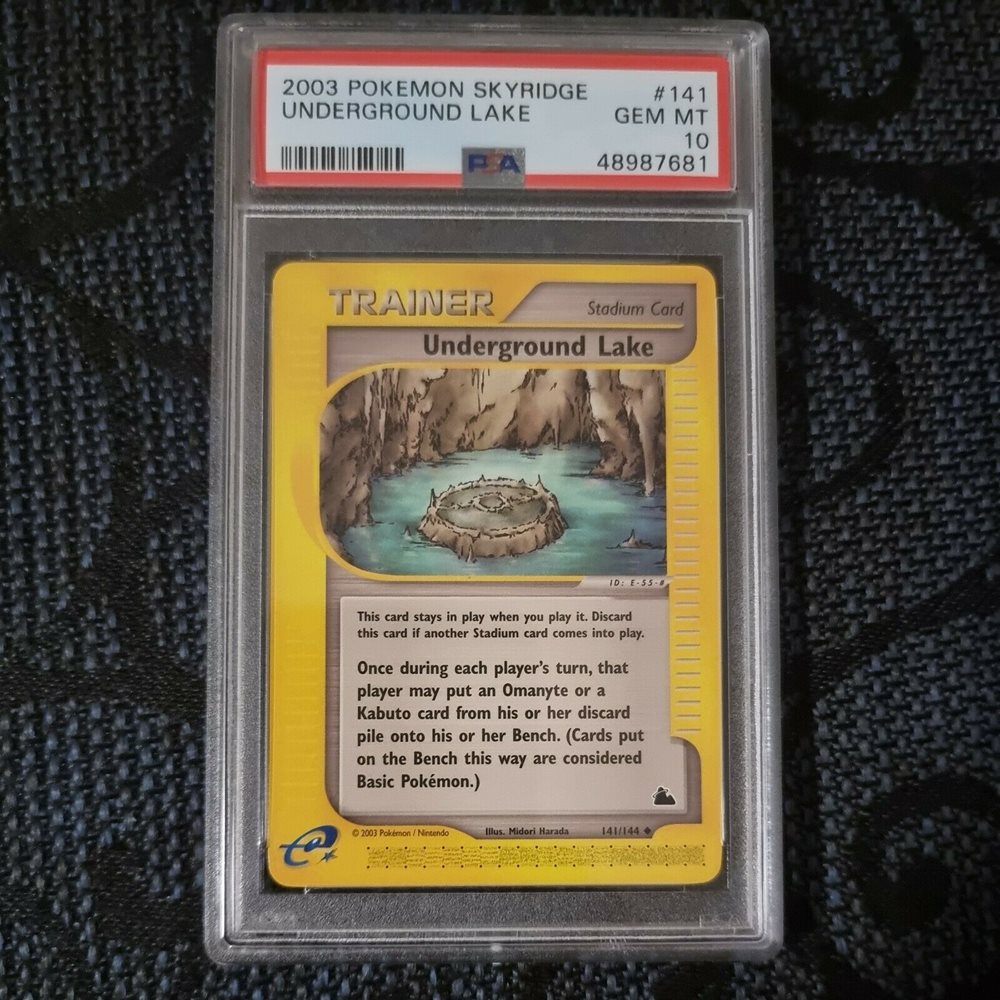 2003 POKEMON SKYRIDGE #141
UNDERGROUND LAKE GEM MT
10
PSA 48987681
TRAINER Stadium Card
Underground Lake
ID: E-55-#
This card stays in play when you play it. Discard
this card if another Stadium card comes into play.
Once during each player's turn, that
player may put an Omanyte or a
Kabuto card from his or her discard
pile onto his or her Bench. (Cards put
on the Bench this way are considered
Basic Pokémon.)
© 2003 Pokémon / Nintendo Illus. Midori Harada 141/144 ◆
e